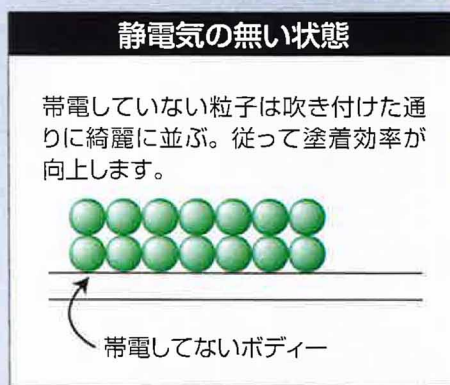 静電気の無い状態
帯電していない粒子は吹き付けた通
りに綺麗に並ぶ。従って塗着効率が
向上します。
帯電してないボディー